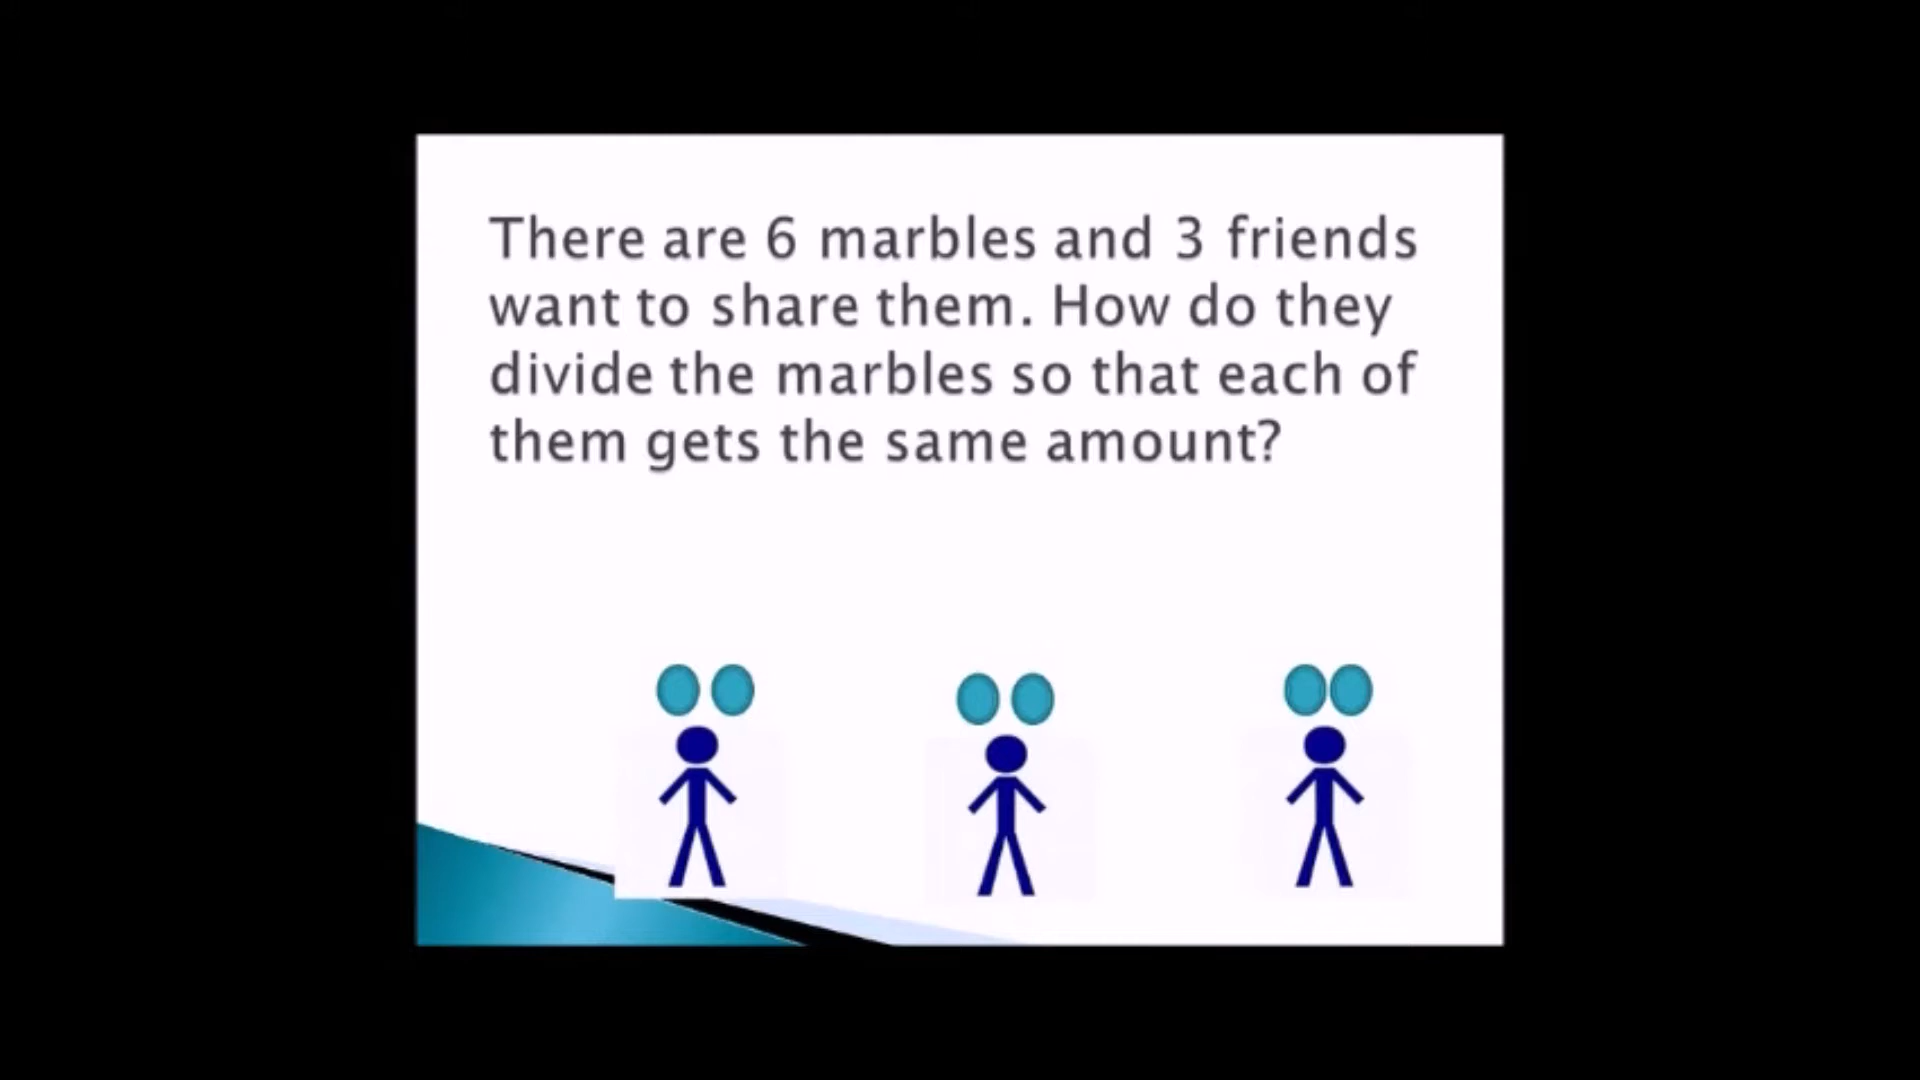 There are 6 marbles and 3 friends
want to share them. How do they
divide the marbles so that each of
them gets the same amount?